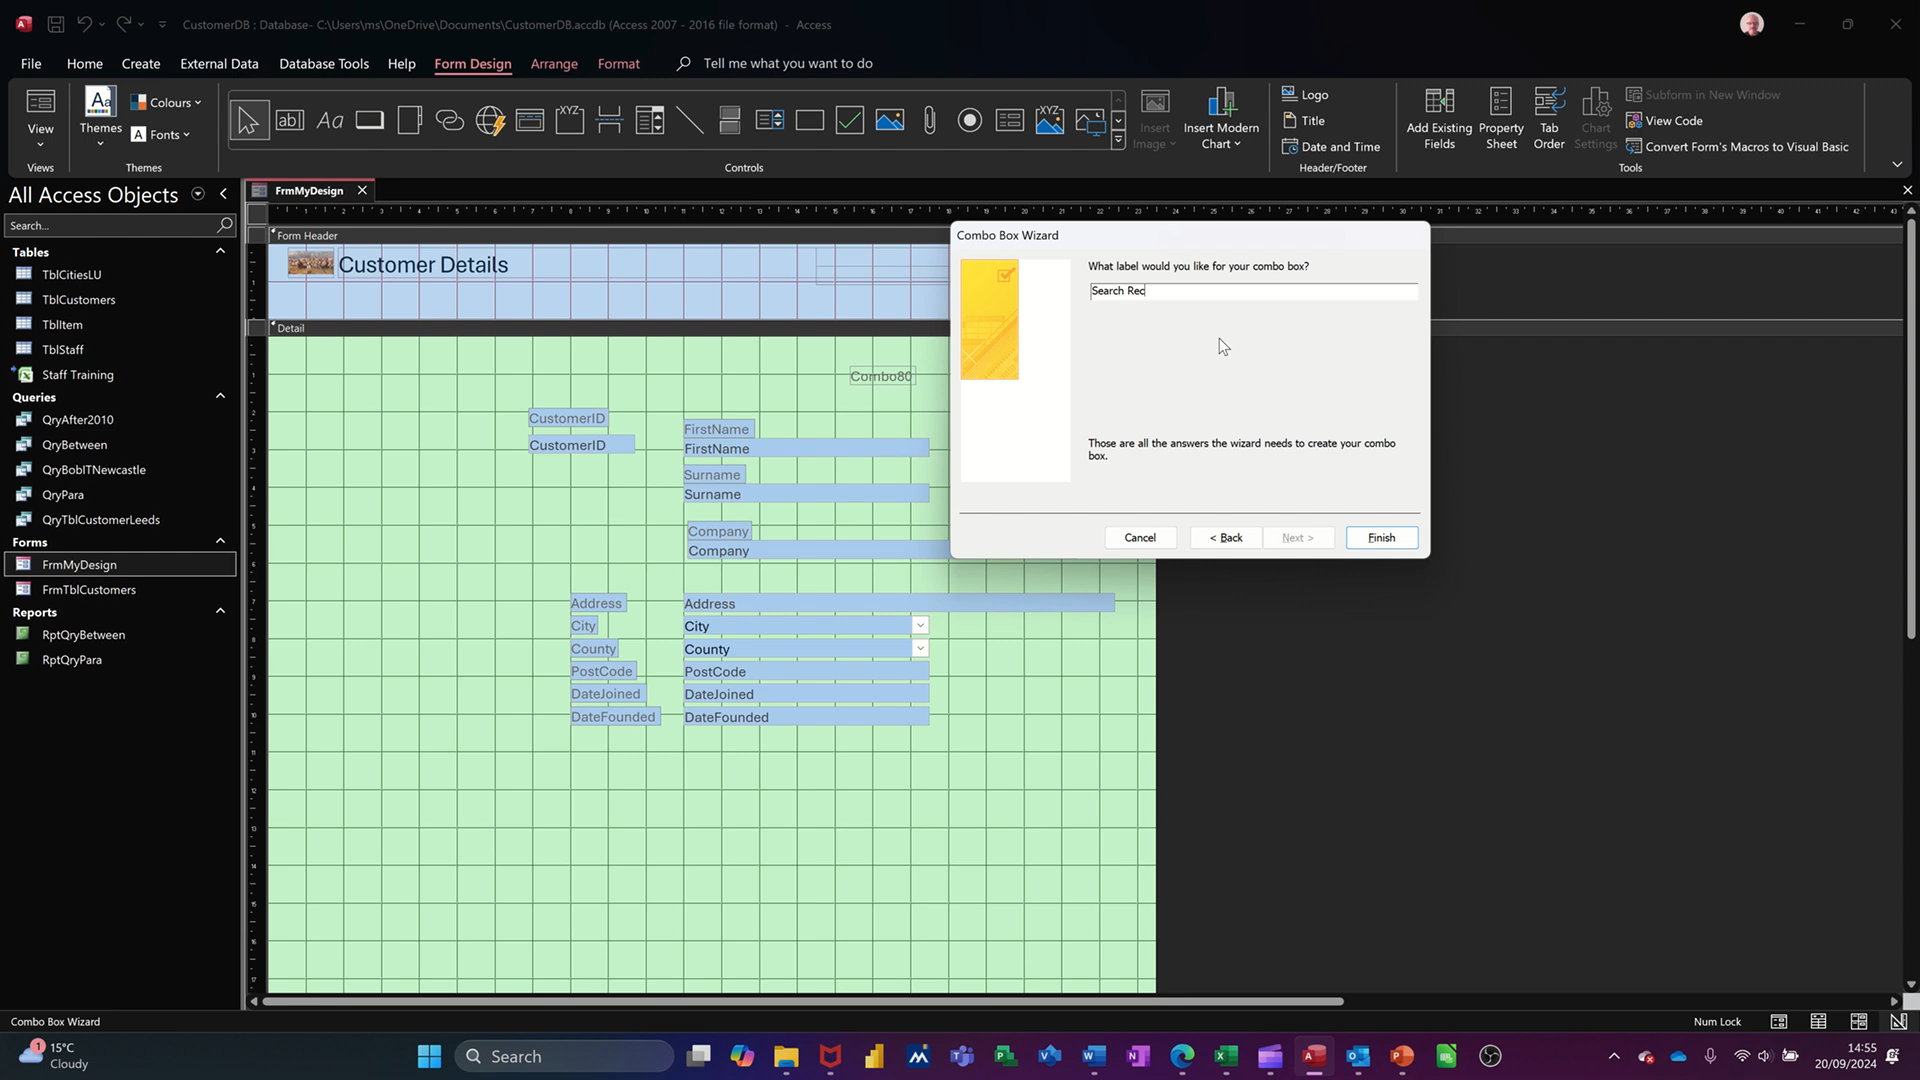 CustomerDB : Database- C:\Users\ms\OneDrive\Documents\CustomerDB.accdb (Access 2007 - 2016 file format) - Access
File Home Create External Data Database Tools Help Form Design Arrange Format Tell me what you want to do
View
Views
Themes
Colours
Fonts
Themes
Controls
Insert Image
Insert Modern Chart
Logo
Title
Date and Time
Header/Footer
Add Existing Fields
Property Sheet
Tab Order
Chart Settings
Subform in New Window
View Code
Convert Form's Macros to Visual Basic
Tools
All Access Objects
Search...
Tables
TblCitiesLU
TblCustomers
TblItem
TblStaff
Staff Training
Queries
QryAfter2010
QryBetween
QryBobITNewcastle
QryPara
QryTblCustomerLeeds
Forms
FrmMyDesign
FrmTblCustomers
Reports
RptQryBetween
RptQryPara
FrmMyDesign
Form Header
Customer Details
Detail
Combo80
CustomerID
CustomerID
FirstName
FirstName
Surname
Surname
Company
Company
Address Address
City City
County County
PostCode PostCode
DateJoined DateJoined
DateFounded DateFounded
Combo Box Wizard
What label would you like for your combo box?
Search Rec
Those are all the answers the wizard needs to create your combo
box.
Cancel < Back Next > Finish
Combo Box Wizard
Num Lock
1
15°C
Cloudy
Search
14:55
20/09/2024